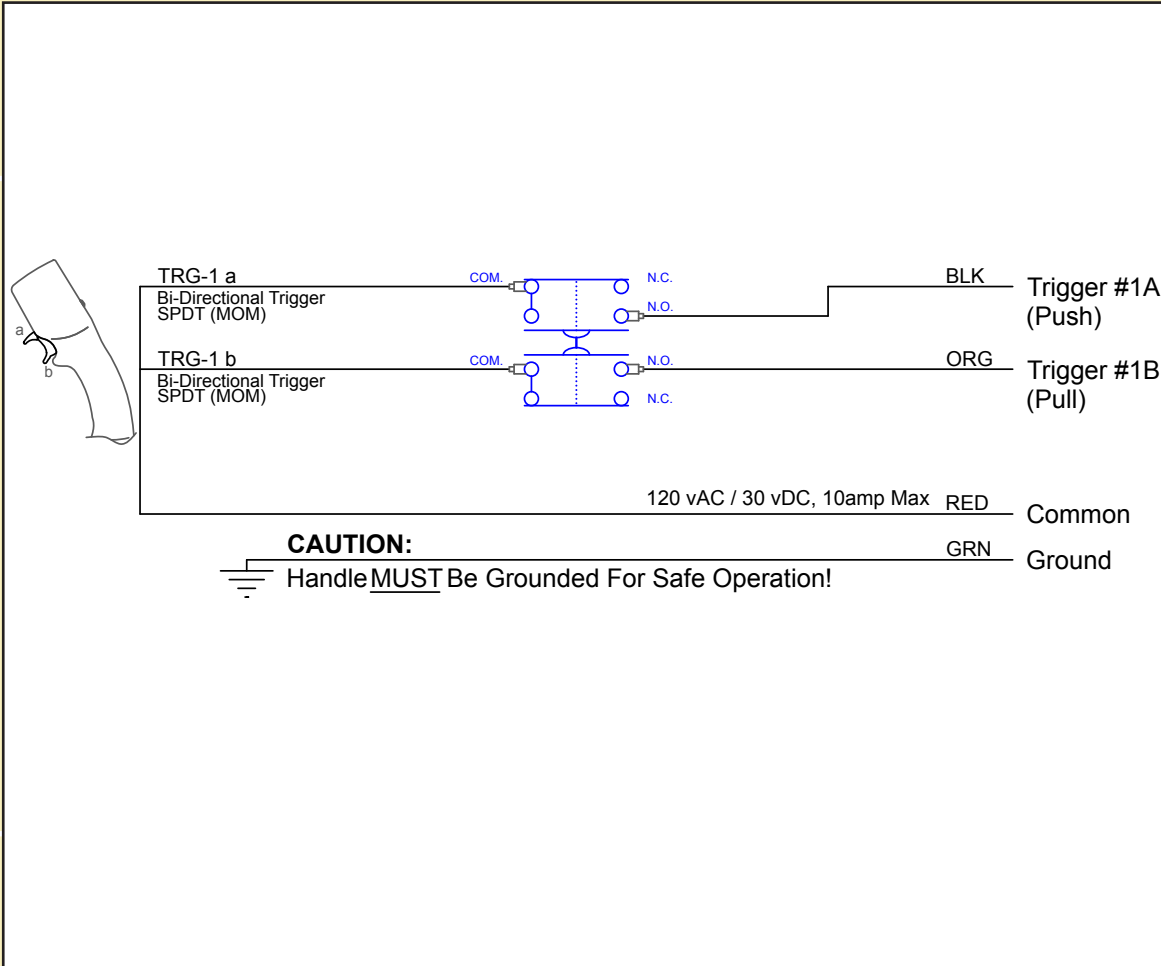 a
b
TRG-1 a
Bi-Directional Trigger
SPDT (MOM)
COM.
N.C.
N.O.
BLK
Trigger #1A
(Push)
TRG-1 b
Bi-Directional Trigger
SPDT (MOM)
COM.
N.O.
N.C.
ORG
Trigger #1B
(Pull)
120 vAC / 30 vDC, 10amp Max
RED
Common
CAUTION:
Handle MUST Be Grounded For Safe Operation!
GRN
Ground